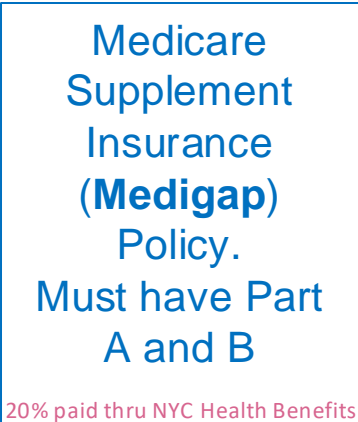 Medicare
Supplement
Insurance
(Medigap)
Policy.
Must have Part
A and B
20% paid thru NYC Health Benefits